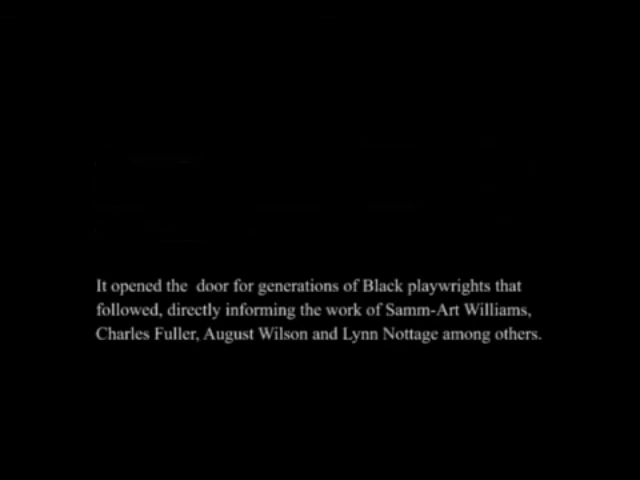 It opened the  door for generations of Black playwrights that
followed, directly informing the work of Samm-Art Williams,
Charles Fuller, August Wilson and Lynn Nottage among others.